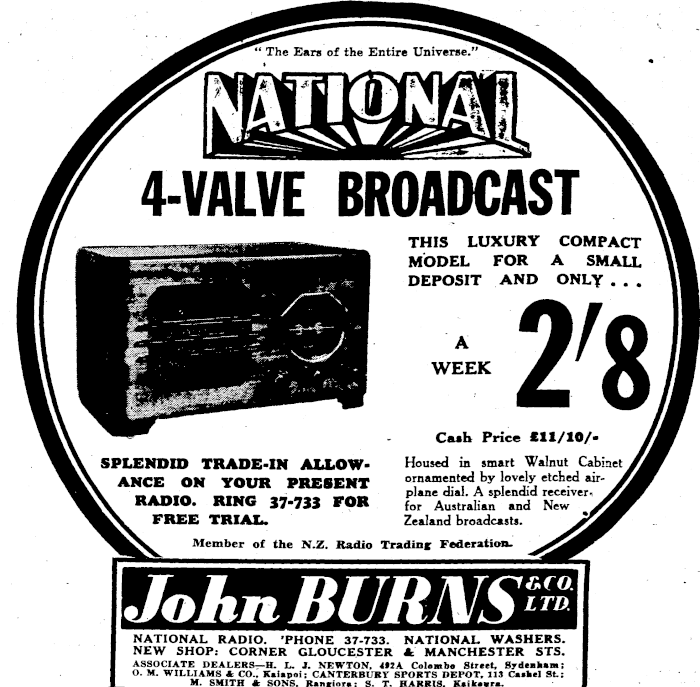 “ The Ears of the Entire Universe.”
NATIONAL
4-VALVE BROADCAST
THIS LUXURY COMPACT
MODEL FOR A SMALL
DEPOSIT AND ONLY...
A
WEEK
2/8
Cash Price £11/10/-
SPLENDID TRADE-IN ALLOW-
ANCE ON YOUR PRESENT
RADIO. RING 37-733 FOR
FREE TRIAL.
Housed in smart Walnut Cabinet
ornamented by lovely etched air-
plane dial. A splendid receiver
for Australian and New
Zealand broadcasts.
Member of the N.Z. Radio Trading Federation.
John BURNS & CO. LTD.
NATIONAL RADIO. 'PHONE 37-733. NATIONAL WASHERS.
NEW SHOP: CORNER GLOUCESTER & MANCHESTER STS.
ASSOCIATE DEALERS—H. L. J. NEWTON, 492A Colombo Street, Sydenham;
O. M. WILLIAMS & CO., Kaiapoi; CANTERBURY SPORTS DEPOT, 113 Cashel St.;
M. SMITH & SONS, Rangiora; S. T. HARRIS, Kaikoura.